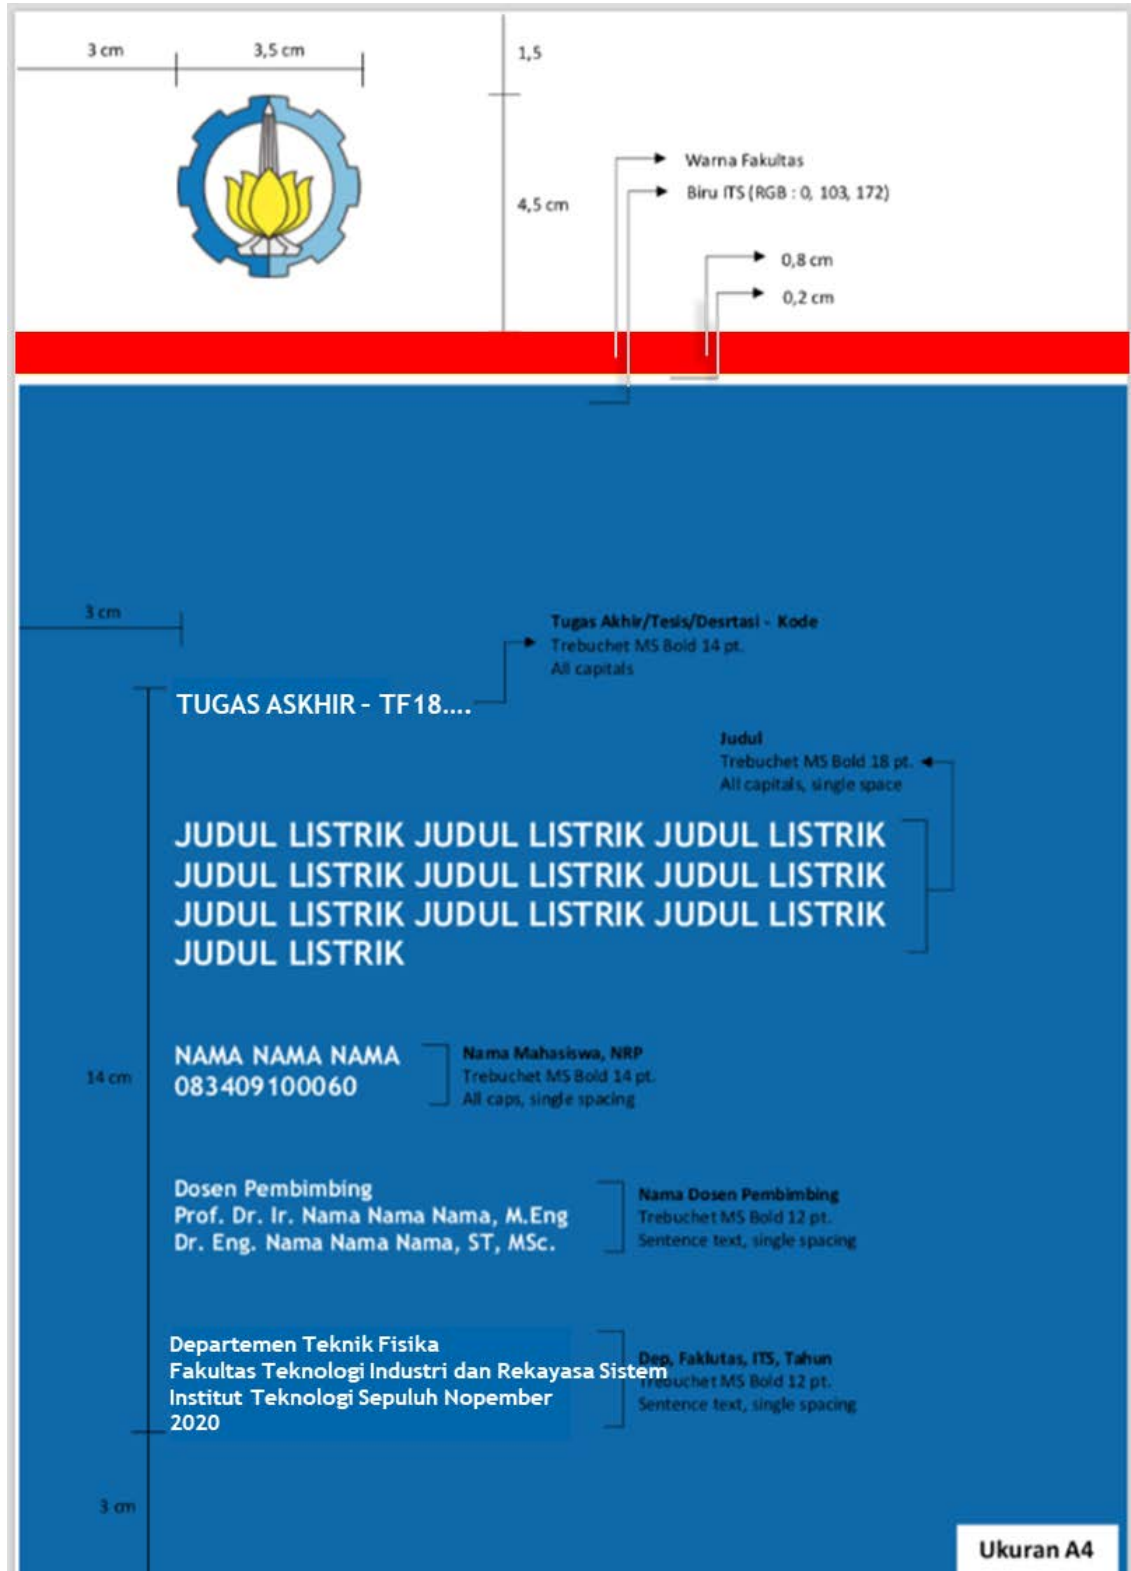 3 cm
3,5 cm
1,5
Warna Fakultas
Biru ITS (RGB : 0, 103, 172)
4,5 cm
0,8 cm
0,2 cm
3 cm
Tugas Akhir/Tesis/Desrtasi - Kode
Trebuchet MS Bold 14 pt.
All capitals
TUGAS ASKHIR – TF18....
Judul
Trebuchet MS Bold 18 pt.
All capitals, single space
JUDUL LISTRIK JUDUL LISTRIK JUDUL LISTRIK
JUDUL LISTRIK JUDUL LISTRIK JUDUL LISTRIK
JUDUL LISTRIK JUDUL LISTRIK JUDUL LISTRIK
JUDUL LISTRIK
NAMA NAMA NAMA
083409100060
Nama Mahasiswa, NRP
Trebuchet MS Bold 14 pt.
All caps, single spacing
14 cm
Dosen Pembimbing
Prof. Dr. Ir. Nama Nama Nama, M.Eng
Dr. Eng. Nama Nama Nama, ST, MSc.
Nama Dosen Pembimbing
Trebuchet MS Bold 12 pt.
Sentence text, single spacing
Departemen Teknik Fisika
Fakultas Teknologi Industri dan Rekayasa Sistem
Institut Teknologi Sepuluh Nopember
2020
Dep, Faklutas, ITS, Tahun
Trebuchet MS Bold 12 pt.
Sentence text, single spacing
3 cm
Ukuran A4